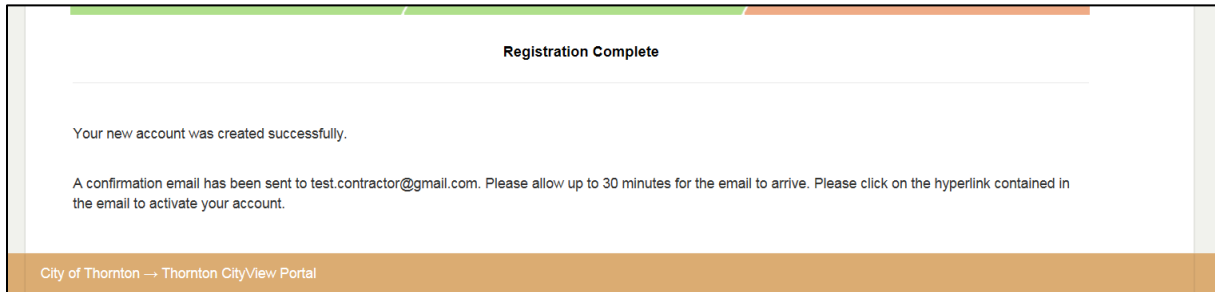 Registration Complete
Your new account was created successfully.
A confirmation email has been sent to test.contractor@gmail.com. Please allow up to 30 minutes for the email to arrive. Please click on the hyperlink contained in
the email to activate your account.
City of Thornton → Thornton CityView Portal